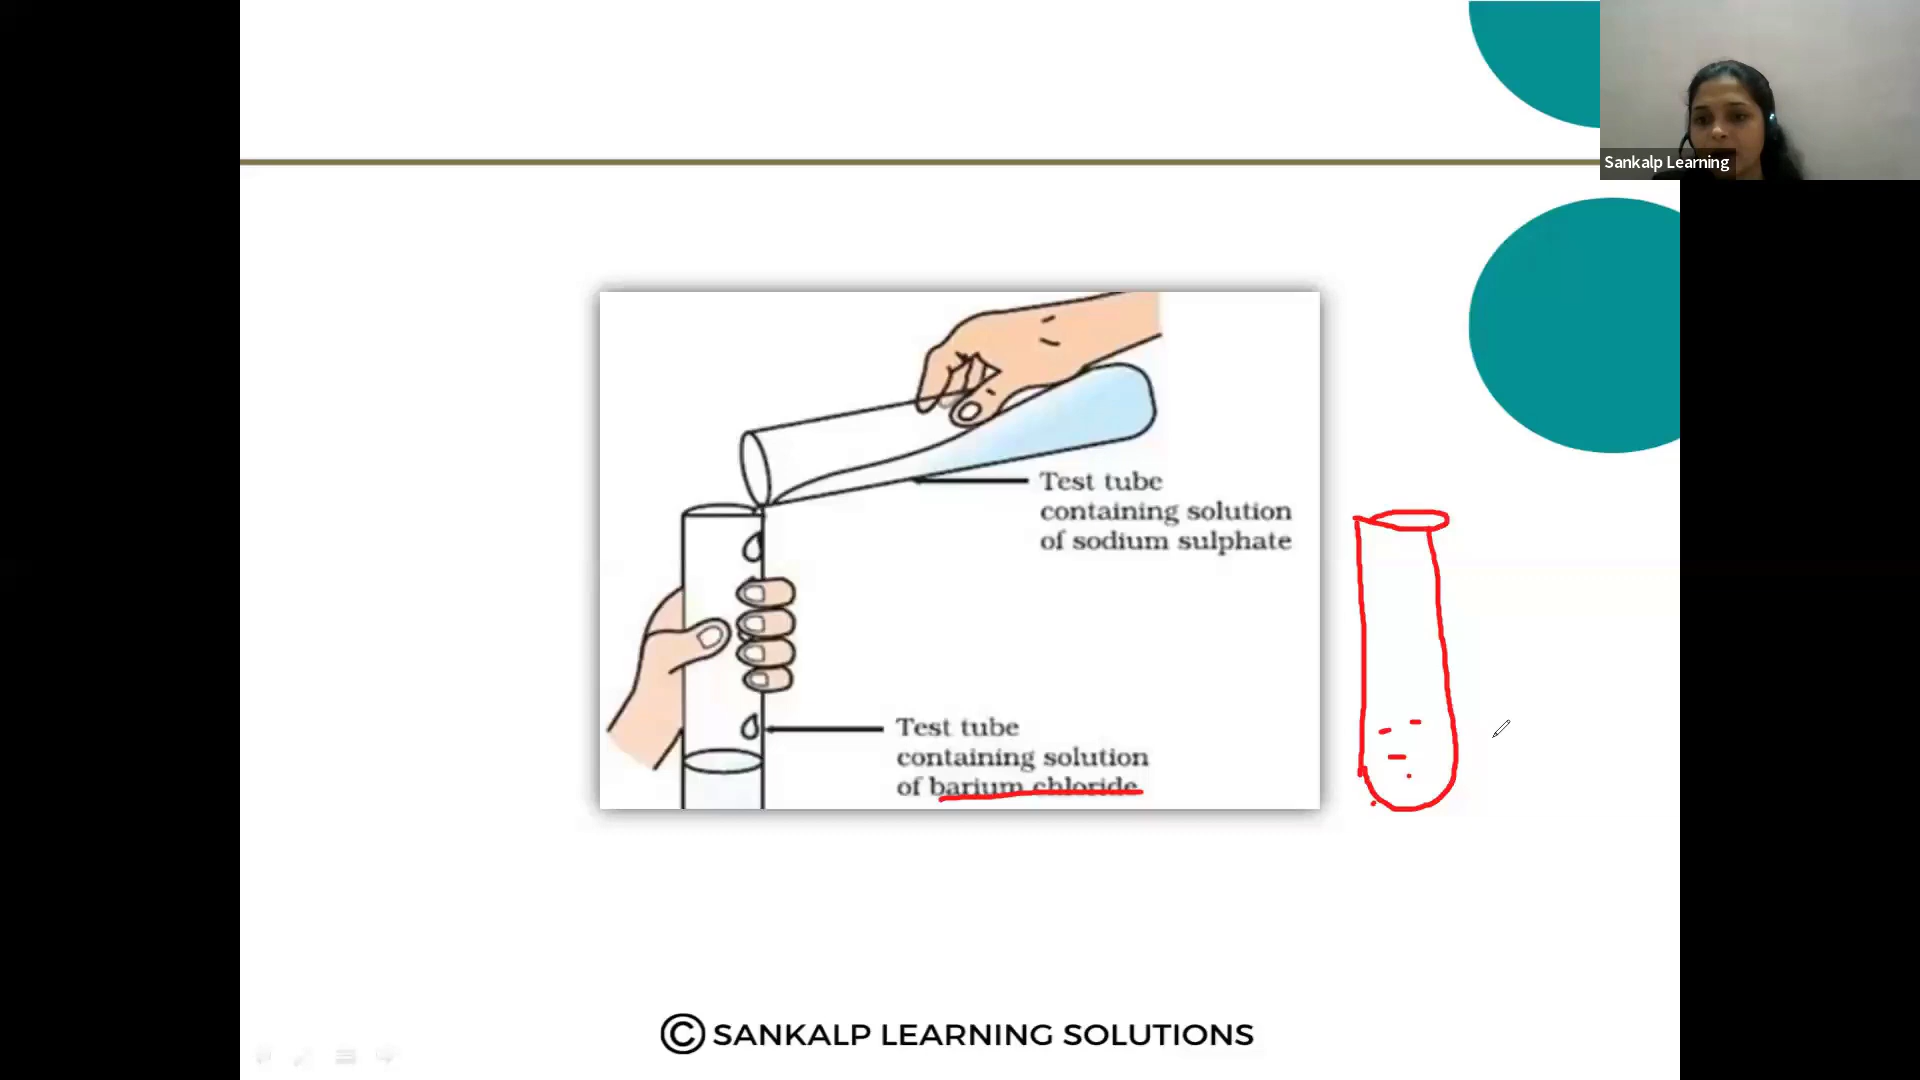 Sankalp Learning
Test tube
containing solution
of sodium sulphate
Test tube
containing solution
of barium chloride
© SANKALP LEARNING SOLUTIONS